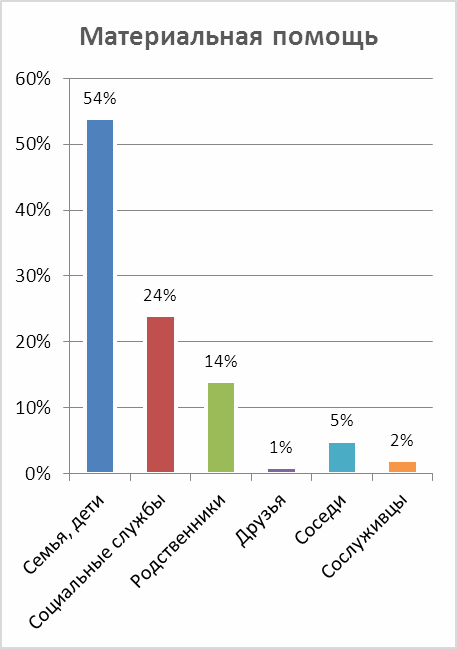 Материальная помощь
60%
50%
40%
30%
20%
10%
0%
54%
24%
14%
1%
5%
2%
Семья, дети
Социальные службы
Родственники
Друзья
Соседи
Сослуживцы